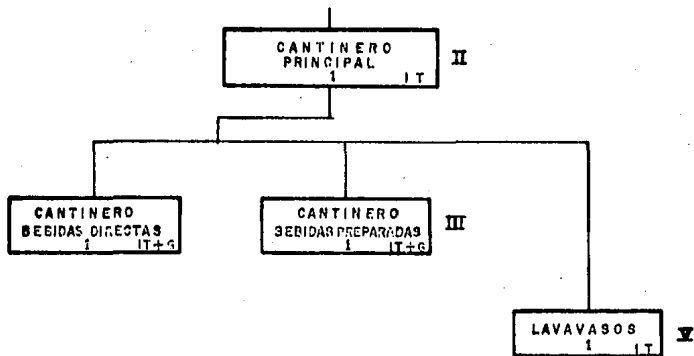 CANTINERO
PRINCIPAL
1 1T
II
CANTINERO
BEBIDAS DIRECTAS
1 1T+G
CANTINERO
BEBIDAS PREPARADAS
1 1T+G
III
LAVAVASOS
1 1T
V